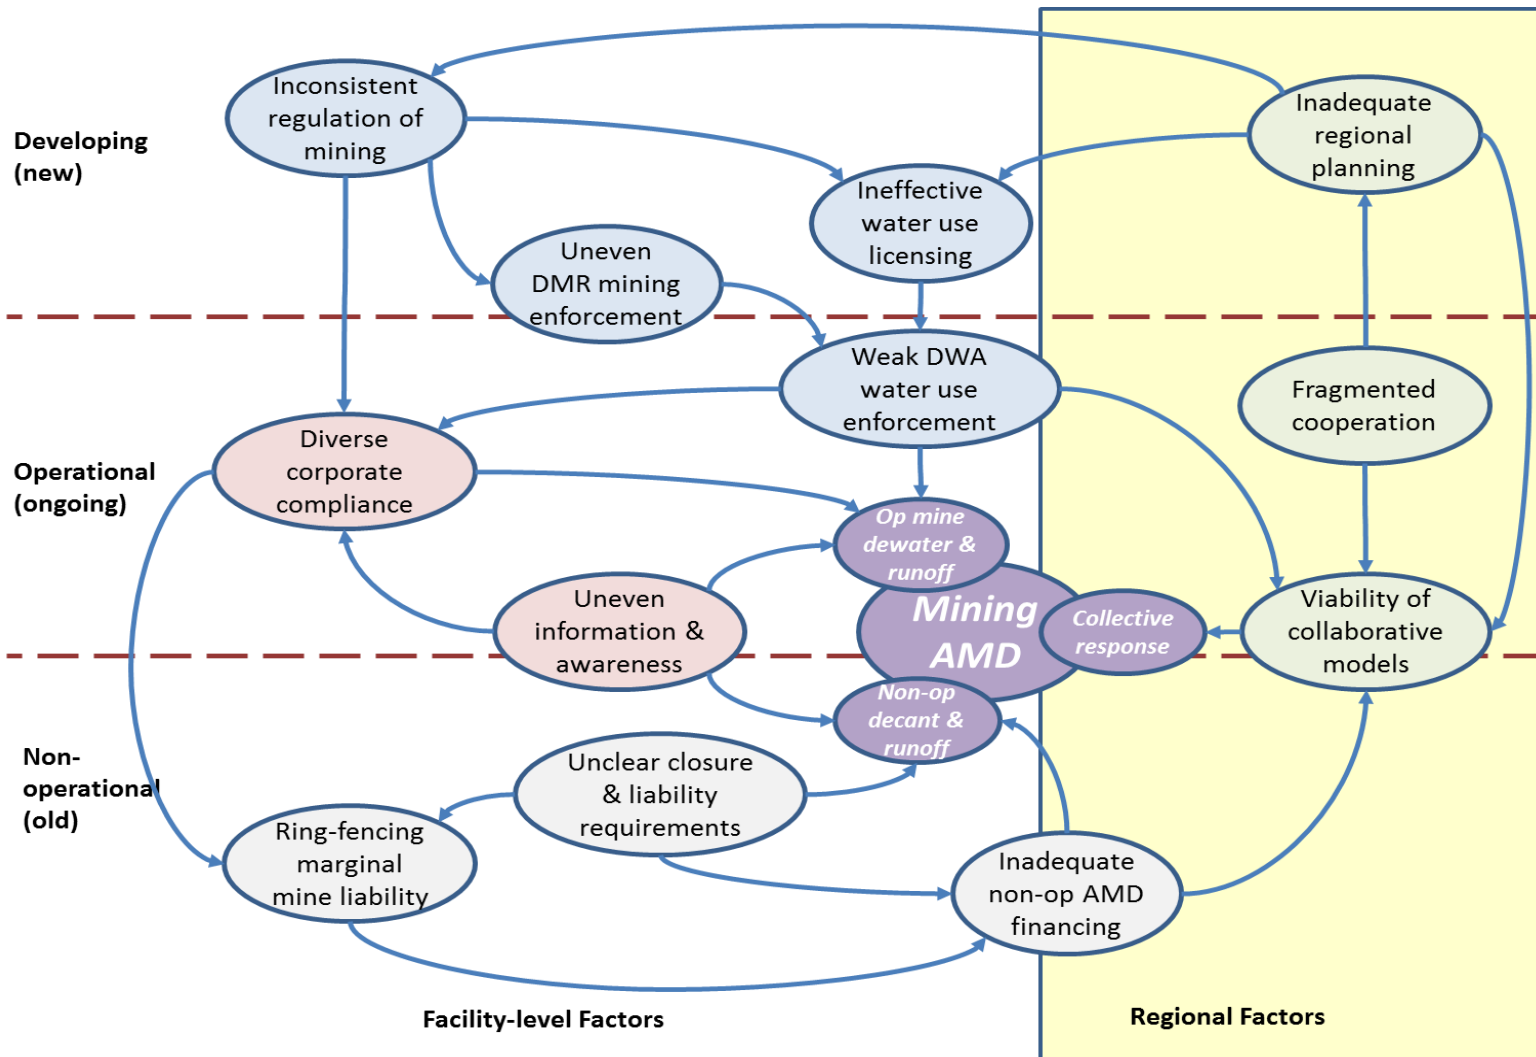 Developing
(new)
Inconsistent
regulation of
mining
Inadequate
regional
planning
Ineffective
water use
licensing
Uneven
DMR mining
enforcement
Weak DWA
water use
enforcement
Fragmented
cooperation
Operational
(ongoing)
Diverse
corporate
compliance
Op mine
dewater &
runoff
Uneven
information &
awareness
Mining
AMD
Collective
response
Viability of
collaborative
models
Non-op
decant &
runoff
Non-
operational
(old)
Unclear closure
& liability
requirements
Ring-fencing
marginal
mine liability
Inadequate
non-op AMD
financing
Facility-level Factors
Regional Factors